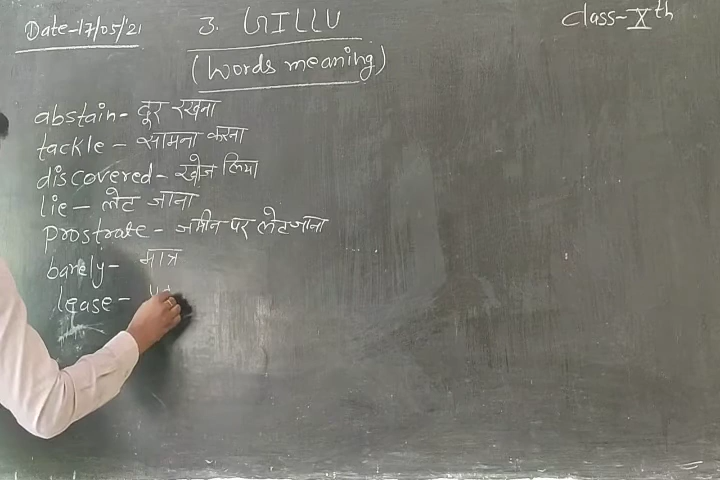 Date-17/05/21
3. GILLU
Class-Xth
(Words meaning)
abstain- दूर रखना
tackle - सामना करना
discovered- खोज लिया
lie - लेट जाना
prostrate - जमीन पर लेट जाना
barely- मात्र
lease-